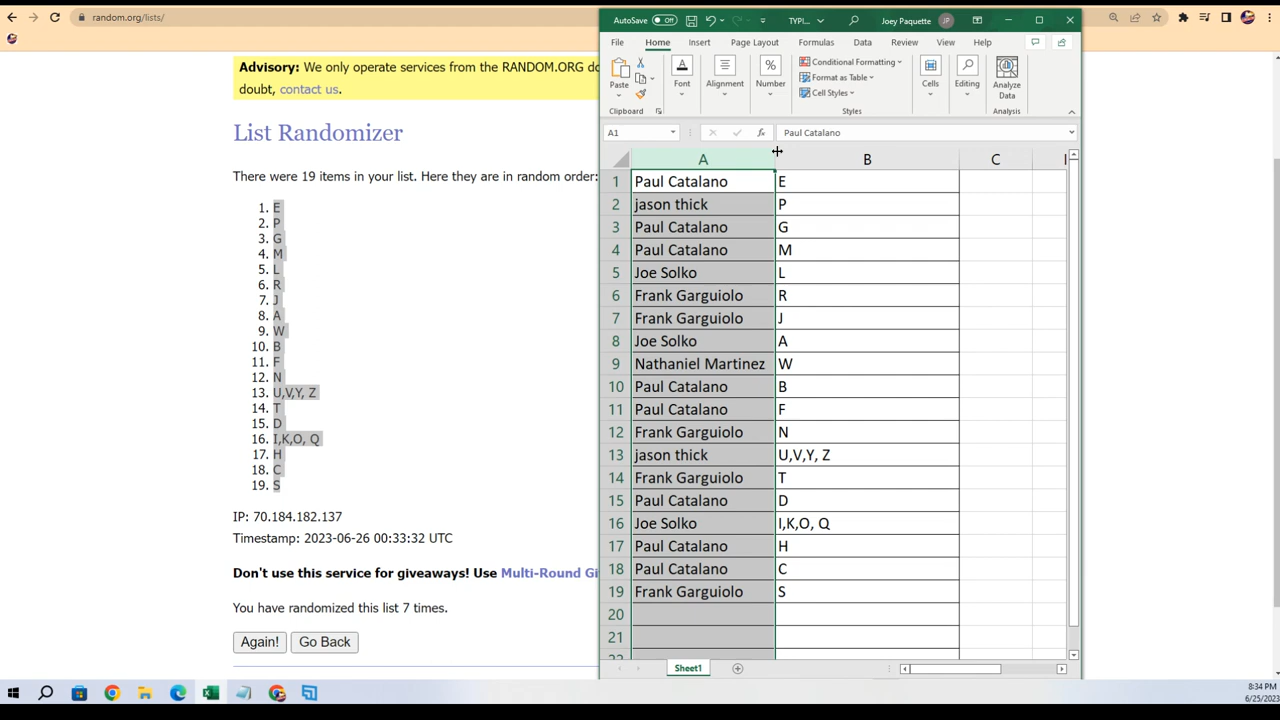 random.org/lists/
Advisory: We only operate services from the RANDOM.ORG do
doubt, contact us.
List Randomizer
There were 19 items in your list. Here they are in random order:
1. E
2. P
3. G
4. M
5. L
6. R
7. J
8. A
9. W
10. B
11. F
12. N
13. U,V,Y, Z
14. T
15. D
16. I,K,O, Q
17. H
18. C
19. S
IP: 70.184.182.137
Timestamp: 2023-06-26 00:33:32 UTC
Don't use this service for giveaways! Use Multi-Round Gi
You have randomized this list 7 times.
Again! Go Back
AutoSave Off TYPI... Joey Paquette JP
File Home Insert Page Layout Formulas Data Review View Help
Paste Font Alignment Number Conditional Formatting Format as Table Cell Styles Cells Editing Analyze Data
Clipboard Styles Analysis
A1 fx Paul Catalano
A B C
1 Paul Catalano E
2 jason thick P
3 Paul Catalano G
4 Paul Catalano M
5 Joe Solko L
6 Frank Garguiolo R
7 Frank Garguiolo J
8 Joe Solko A
9 Nathaniel Martinez W
10 Paul Catalano B
11 Paul Catalano F
12 Frank Garguiolo N
13 jason thick U,V,Y, Z
14 Frank Garguiolo T
15 Paul Catalano D
16 Joe Solko I,K,O, Q
17 Paul Catalano H
18 Paul Catalano C
19 Frank Garguiolo S
20
21
Sheet1
8:34 PM
6/25/2023